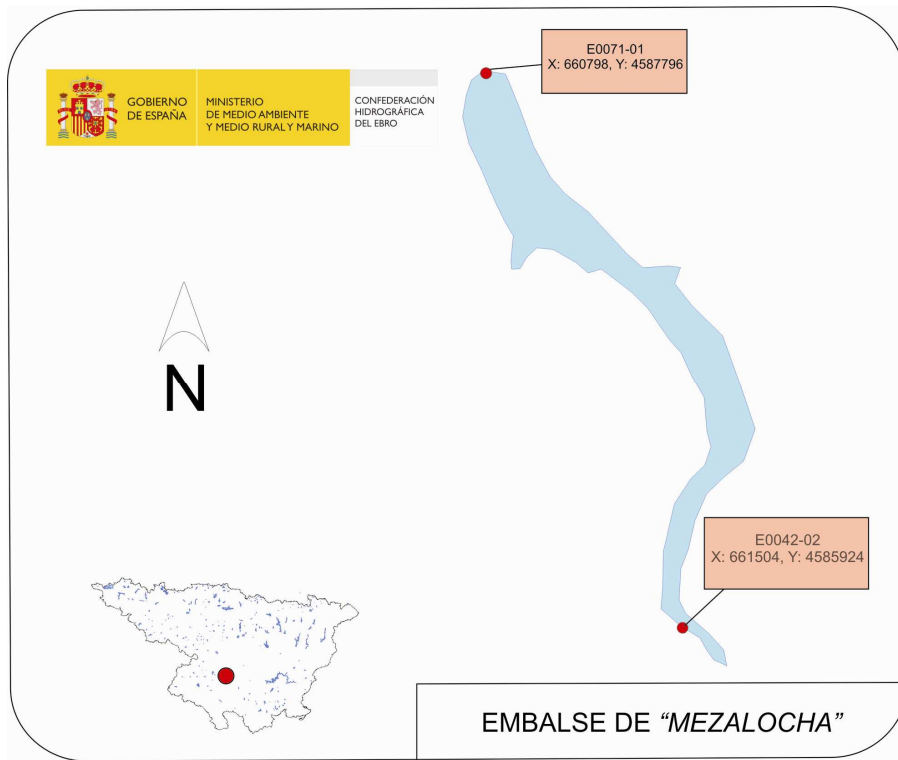 E0071-01
X: 660798, Y: 4587796
GOBIERNO
DE ESPAÑA
MINISTERIO
DE MEDIO AMBIENTE
Y MEDIO RURAL Y MARINO
CONFEDERACIÓN
HIDROGRÁFICA
DEL EBRO
N
E0042-02
X: 661504, Y: 4585924
EMBALSE DE “MEZALOCHA”